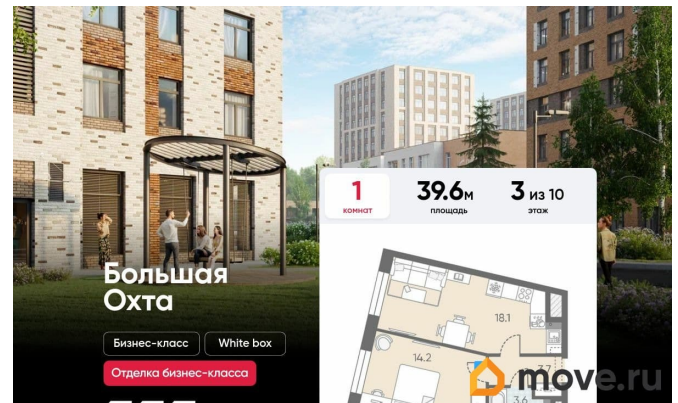 1
комнат
39.6м
площадь
3 из 10
этаж
Большая
Охта
Бизнес-класс
White box
Отделка бизнес-класса
18.1
14.2
3.7
3.6
move.ru